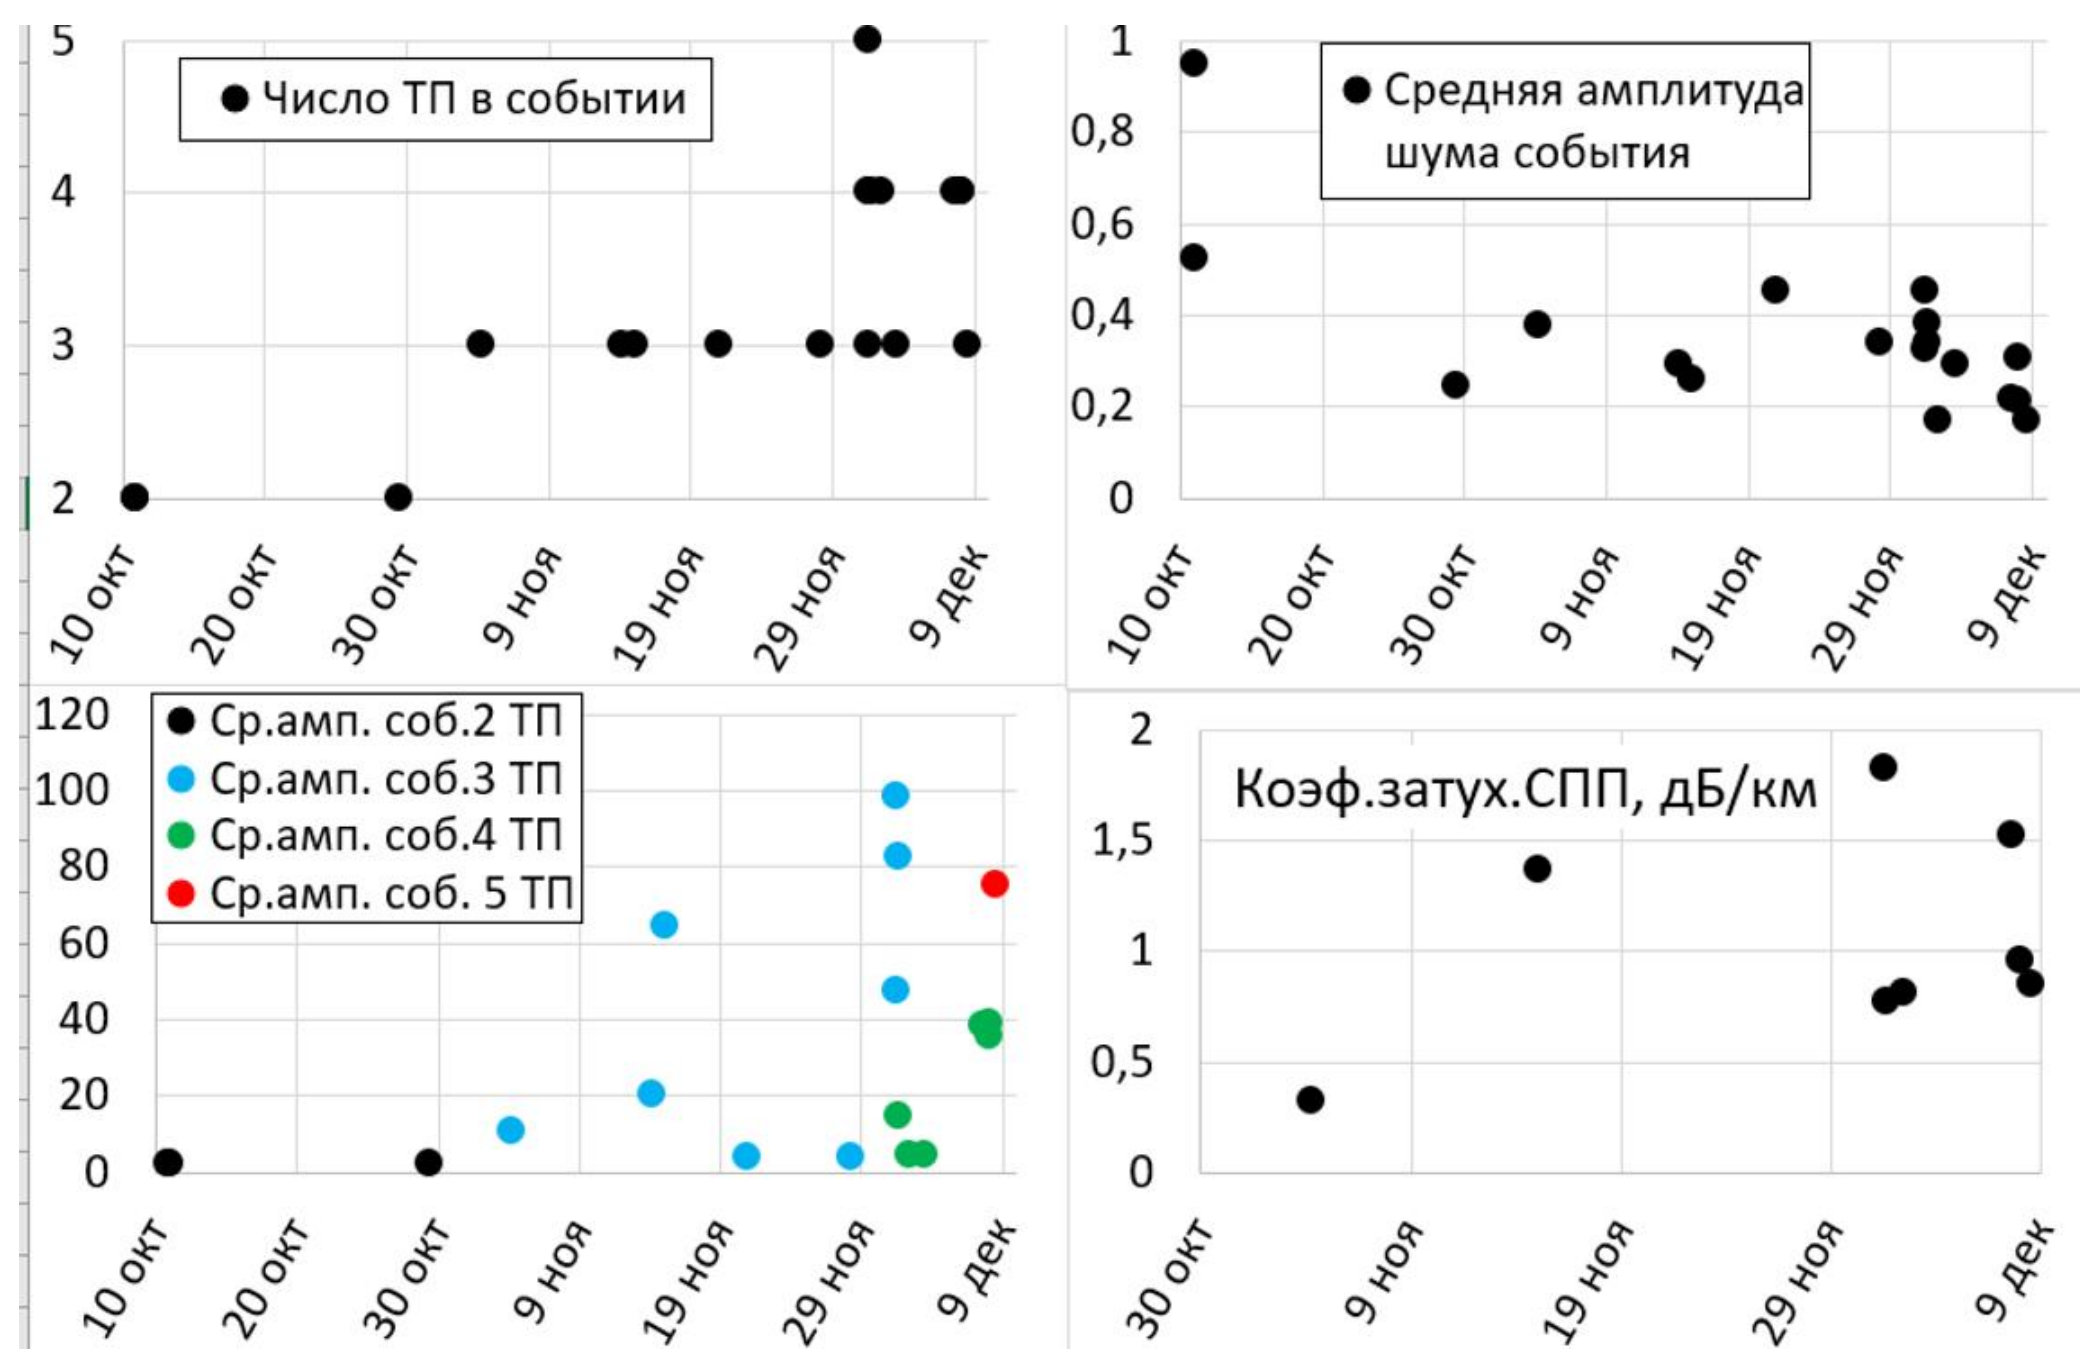 5
4
3
2
Число ТП в событии
10 окт
20 окт
30 окт
9 ноя
19 ноя
29 ноя
9 дек
1
0,8
0,6
0,4
0,2
0
Средняя амплитуда
шума события
10 окт
20 окт
30 окт
9 ноя
19 ноя
29 ноя
9 дек
120
100
80
60
40
20
0
Ср.амп. соб.2 ТП
Ср.амп. соб.3 ТП
Ср.амп. соб.4 ТП
Ср.амп. соб. 5 ТП
10 окт
20 окт
30 окт
9 ноя
19 ноя
29 ноя
9 дек
2
1,5
1
0,5
0
Коэф.затух.СПП, дБ/км
30 окт
9 ноя
19 ноя
29 ноя
9 дек